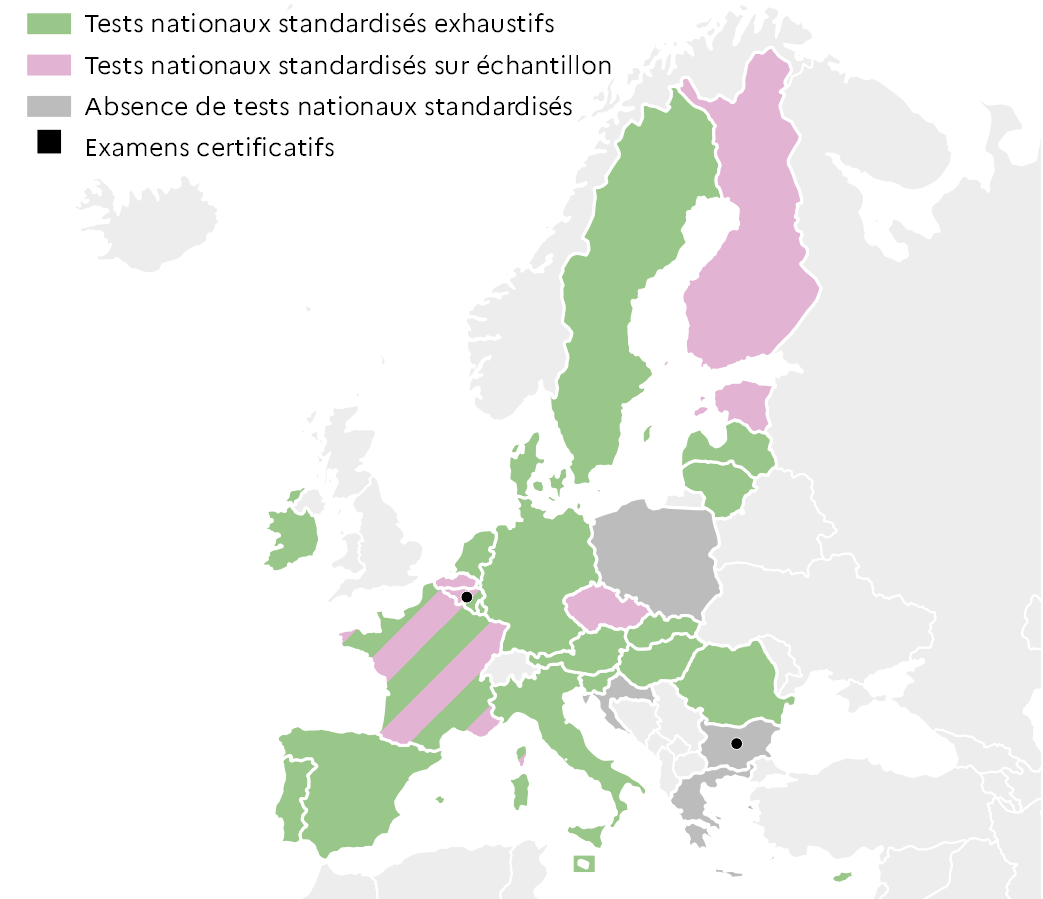 Tests nationaux standardisés exhaustifs
Tests nationaux standardisés sur échantillon
Absence de tests nationaux standardisés
Examens certificatifs